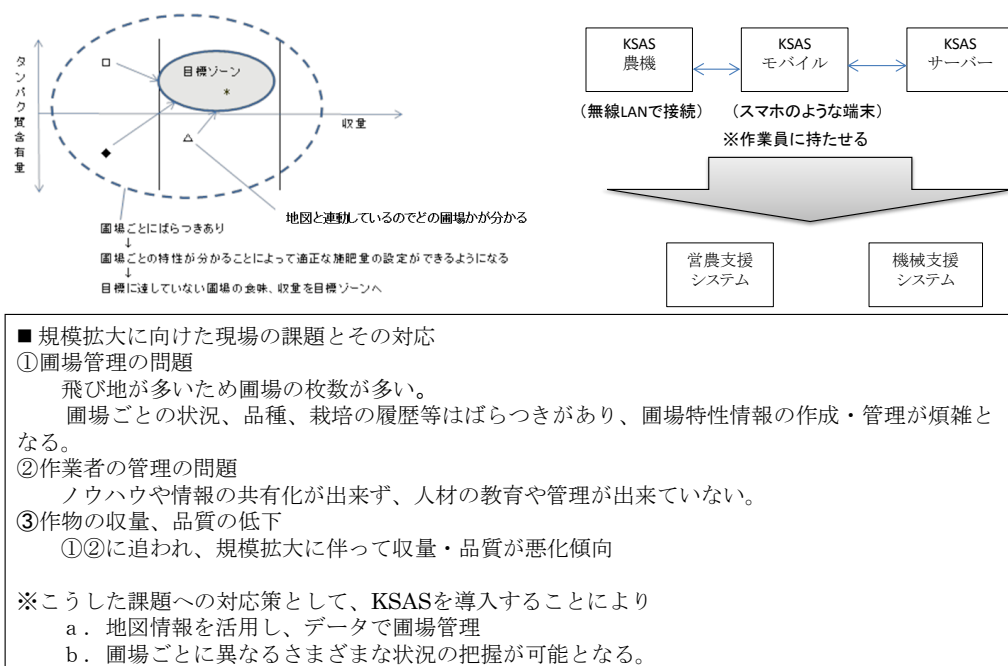 タンパク質含有量
目標ゾーン
収量
地図と連動しているのでどの圃場かが分かる
圃場ごとにばらつきあり
↓
圃場ごとの特性が分かることによって適正な施肥量の設定ができるようになる
↓
目標に達していない圃場の食味、収量を目標ゾーンへ
KSAS
農機
KSAS
モバイル
KSAS
サーバー
(無線LANで接続)
(スマホのような端末)
※作業員に持たせる
営農支援
システム
機械支援
システム
■規模拡大に向けた現場の課題とその対応
①圃場管理の問題
飛び地が多いため圃場の枚数が多い。
圃場ごとの状況、品種、栽培の履歴等はばらつきがあり、圃場特性情報の作成・管理が煩雑と
なる。
②作業者の管理の問題
ノウハウや情報の共有化が出来ず、人材の教育や管理が出来ていない。
③作物の収量、品質の低下
①②に追われ、規模拡大に伴って収量・品質が悪化傾向
※こうした課題への対応策として、KSASを導入することにより
a．地図情報を活用し、データで圃場管理
b．圃場ごとに異なるさまざまな状況の把握が可能となる。